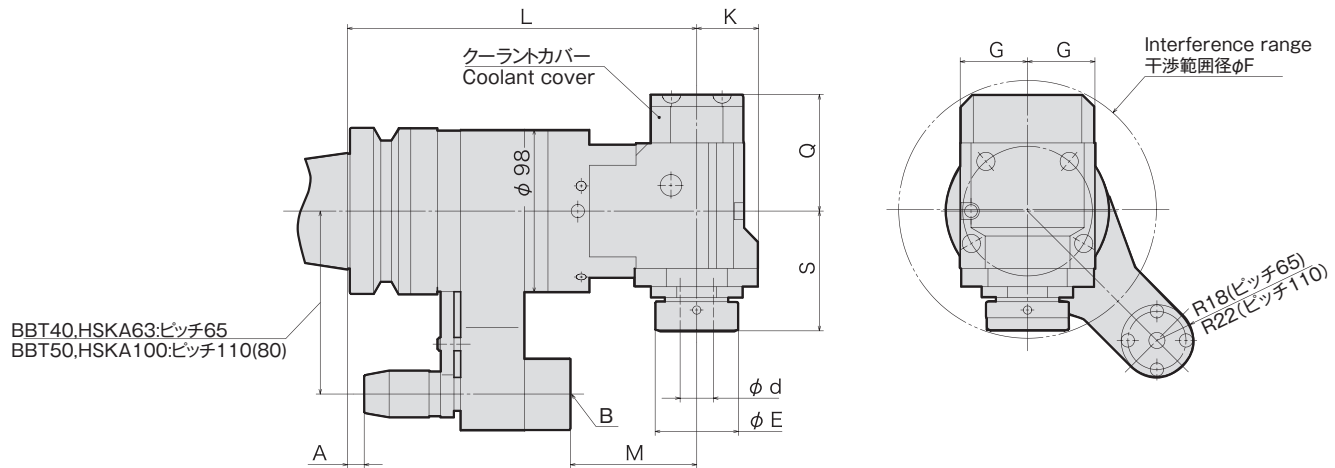 L
K
クーラントカバー
Coolant cover
φ98
Q
S
BBT40,HSKA63:ピッチ65
BBT50,HSKA100:ピッチ110(80)
A
M
B
φd
φE
G
G
Interference range
干渉範囲径φF
R18(ピッチ65)
R22(ピッチ110)